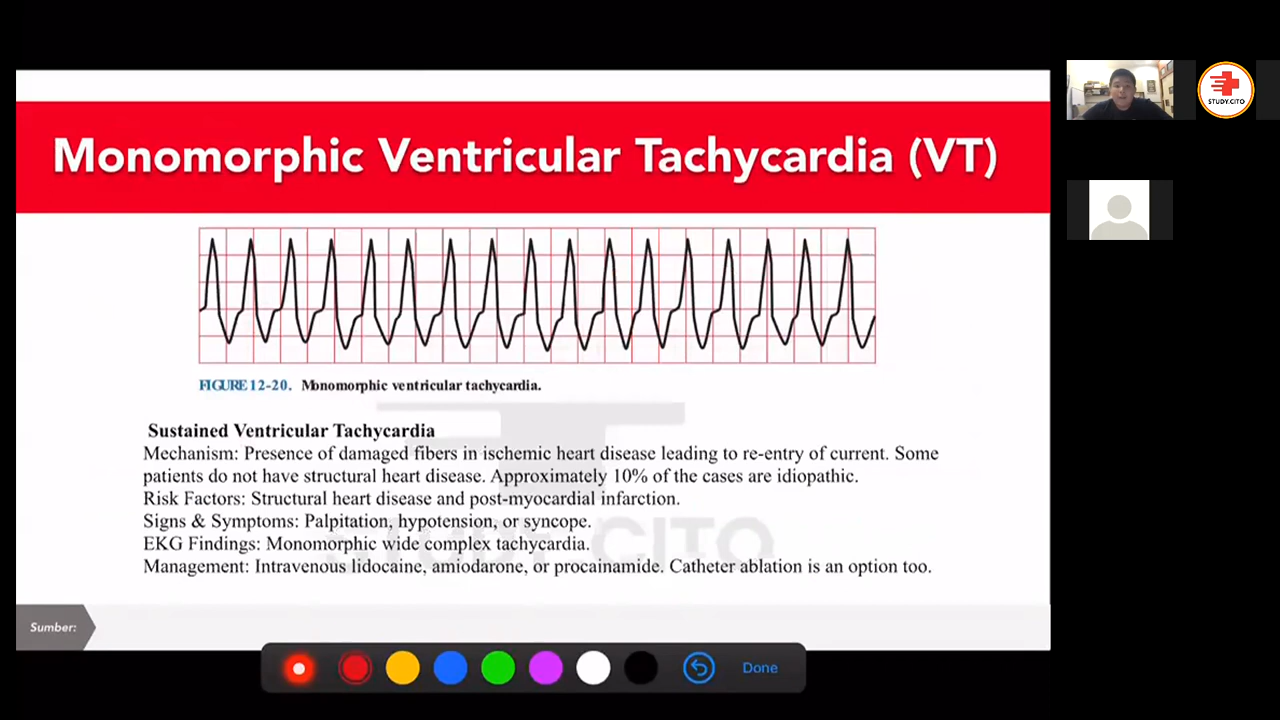 Monomorphic Ventricular Tachycardia (VT)
STUDY.CITO
FIGURE 12-20. Monomorphic ventricular tachycardia.
Sustained Ventricular Tachycardia
Mechanism: Presence of damaged fibers in ischemic heart disease leading to re-entry of current. Some
patients do not have structural heart disease. Approximately 10% of the cases are idiopathic.
Risk Factors: Structural heart disease and post-myocardial infarction.
Signs & Symptoms: Palpitation, hypotension, or syncope.
EKG Findings: Monomorphic wide complex tachycardia.
Management: Intravenous lidocaine, amiodarone, or procainamide. Catheter ablation is an option too.
STUDY.CITO
Sumber:
Done